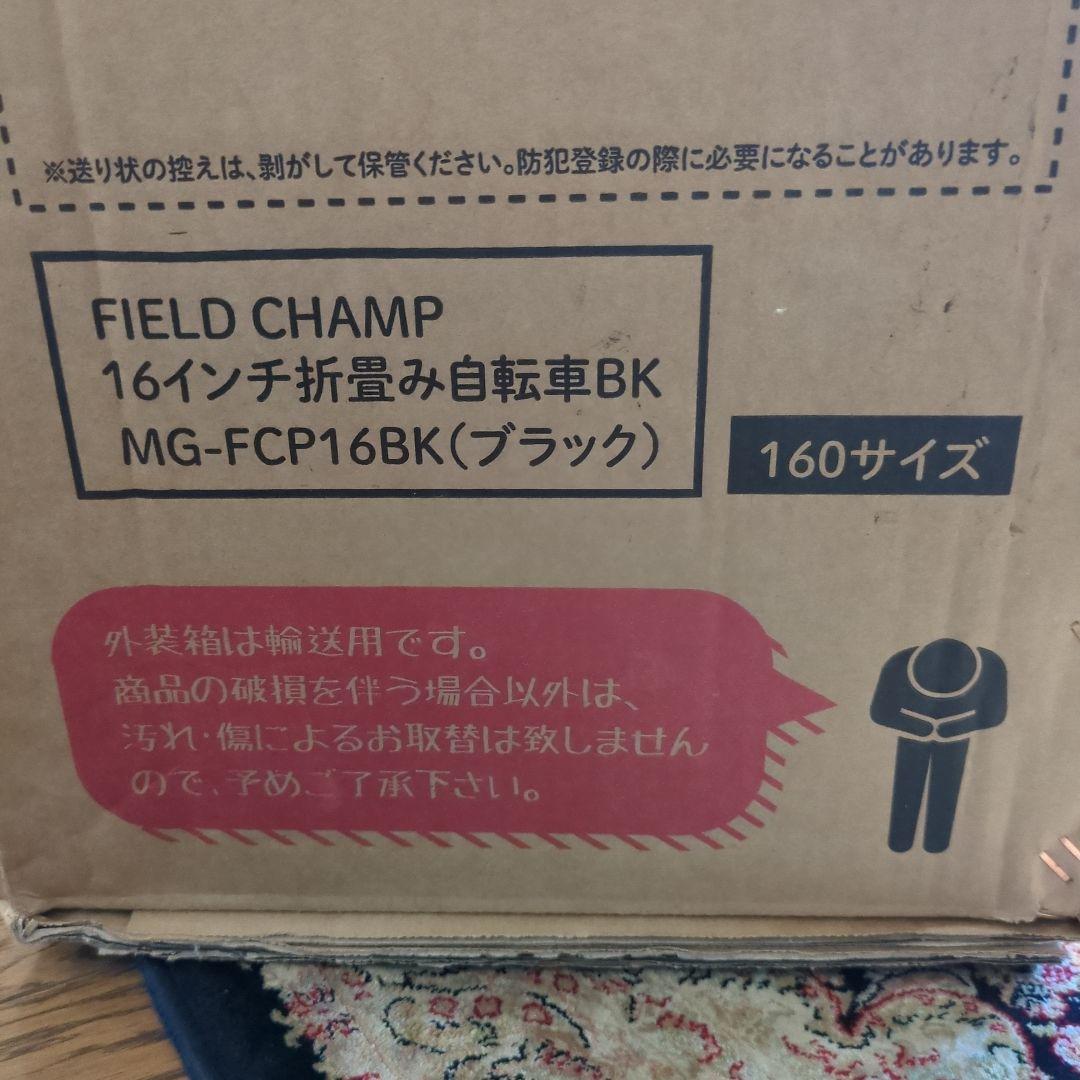 ※送り状の控えは、剥がして保管ください。防犯登録の際に必要になることがあります。
FIELD CHAMP
16インチ折畳み自転車BK
MG-FCP16BK(ブラック)
160サイズ
外装箱は輸送用です。
商品の破損を伴う場合以外は、
汚れ・傷によるお取替は致しません
ので、予めご了承下さい。